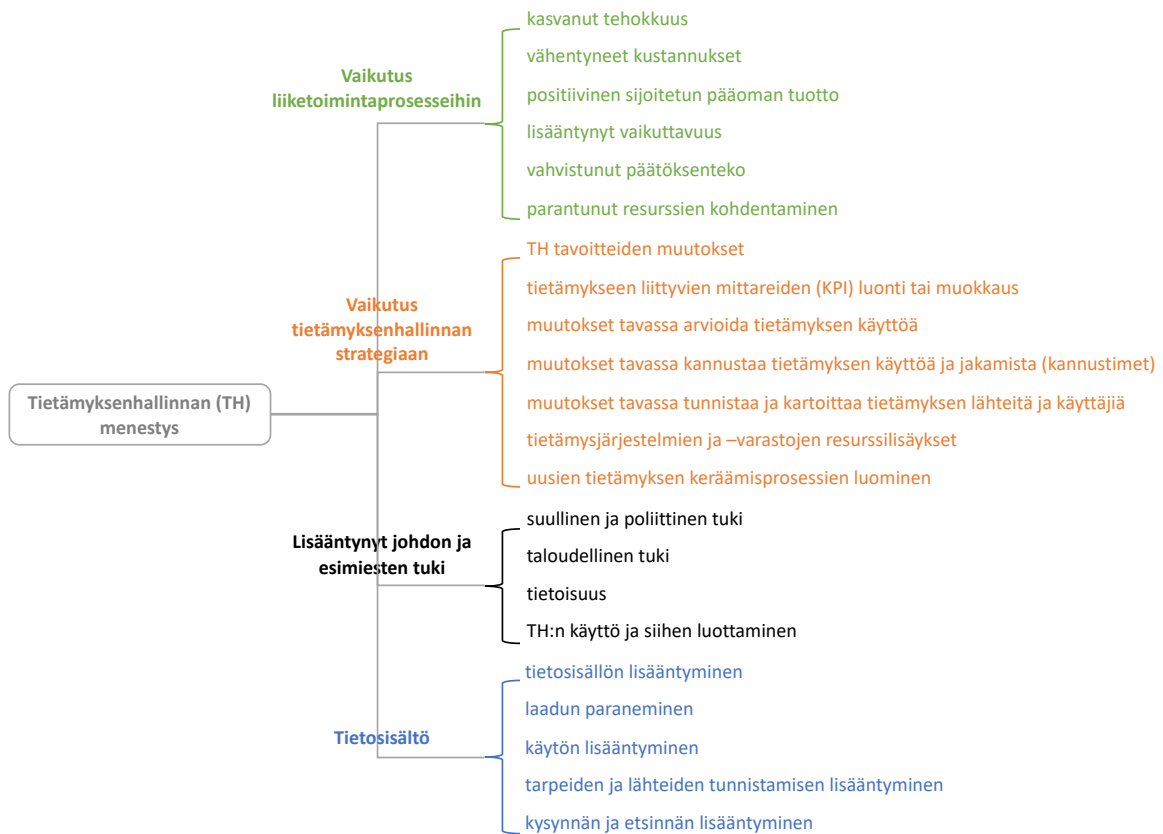 Tietämyksenhallinnan (TH)
menestys
Vaikutus
liiketoimintaprosesseihin
kasvanut tehokkuus
vähentyneet kustannukset
positiivinen sijoitetun pääoman tuotto
lisääntynyt vaikuttavuus
vahvistunut päätöksenteko
parantunut resurssien kohdentaminen
Vaikutus
tietämyksenhallinnan
strategiaan
TH tavoitteiden muutokset
tietämykseen liittyvien mittareiden (KPI) luonti tai muokkaus
muutokset tavassa arvioida tietämyksen käyttöä
muutokset tavassa kannustaa tietämyksen käyttöä ja jakamista (kannustimet)
muutokset tavassa tunnistaa ja kartoittaa tietämyksen lähteitä ja käyttäjiä
tietämysjärjestelmien ja –varastojen resurssilisäykset
uusien tietämyksen keräämisprosessien luominen
Lisääntynyt johdon ja
esimiesten tuki
suullinen ja poliittinen tuki
taloudellinen tuki
tietoisuus
TH:n käyttö ja siihen luottaminen
Tietosisältö
tietosisällön lisääntyminen
laadun paraneminen
käytön lisääntyminen
tarpeiden ja lähteiden tunnistamisen lisääntyminen
kysynnän ja etsinnän lisääntyminen